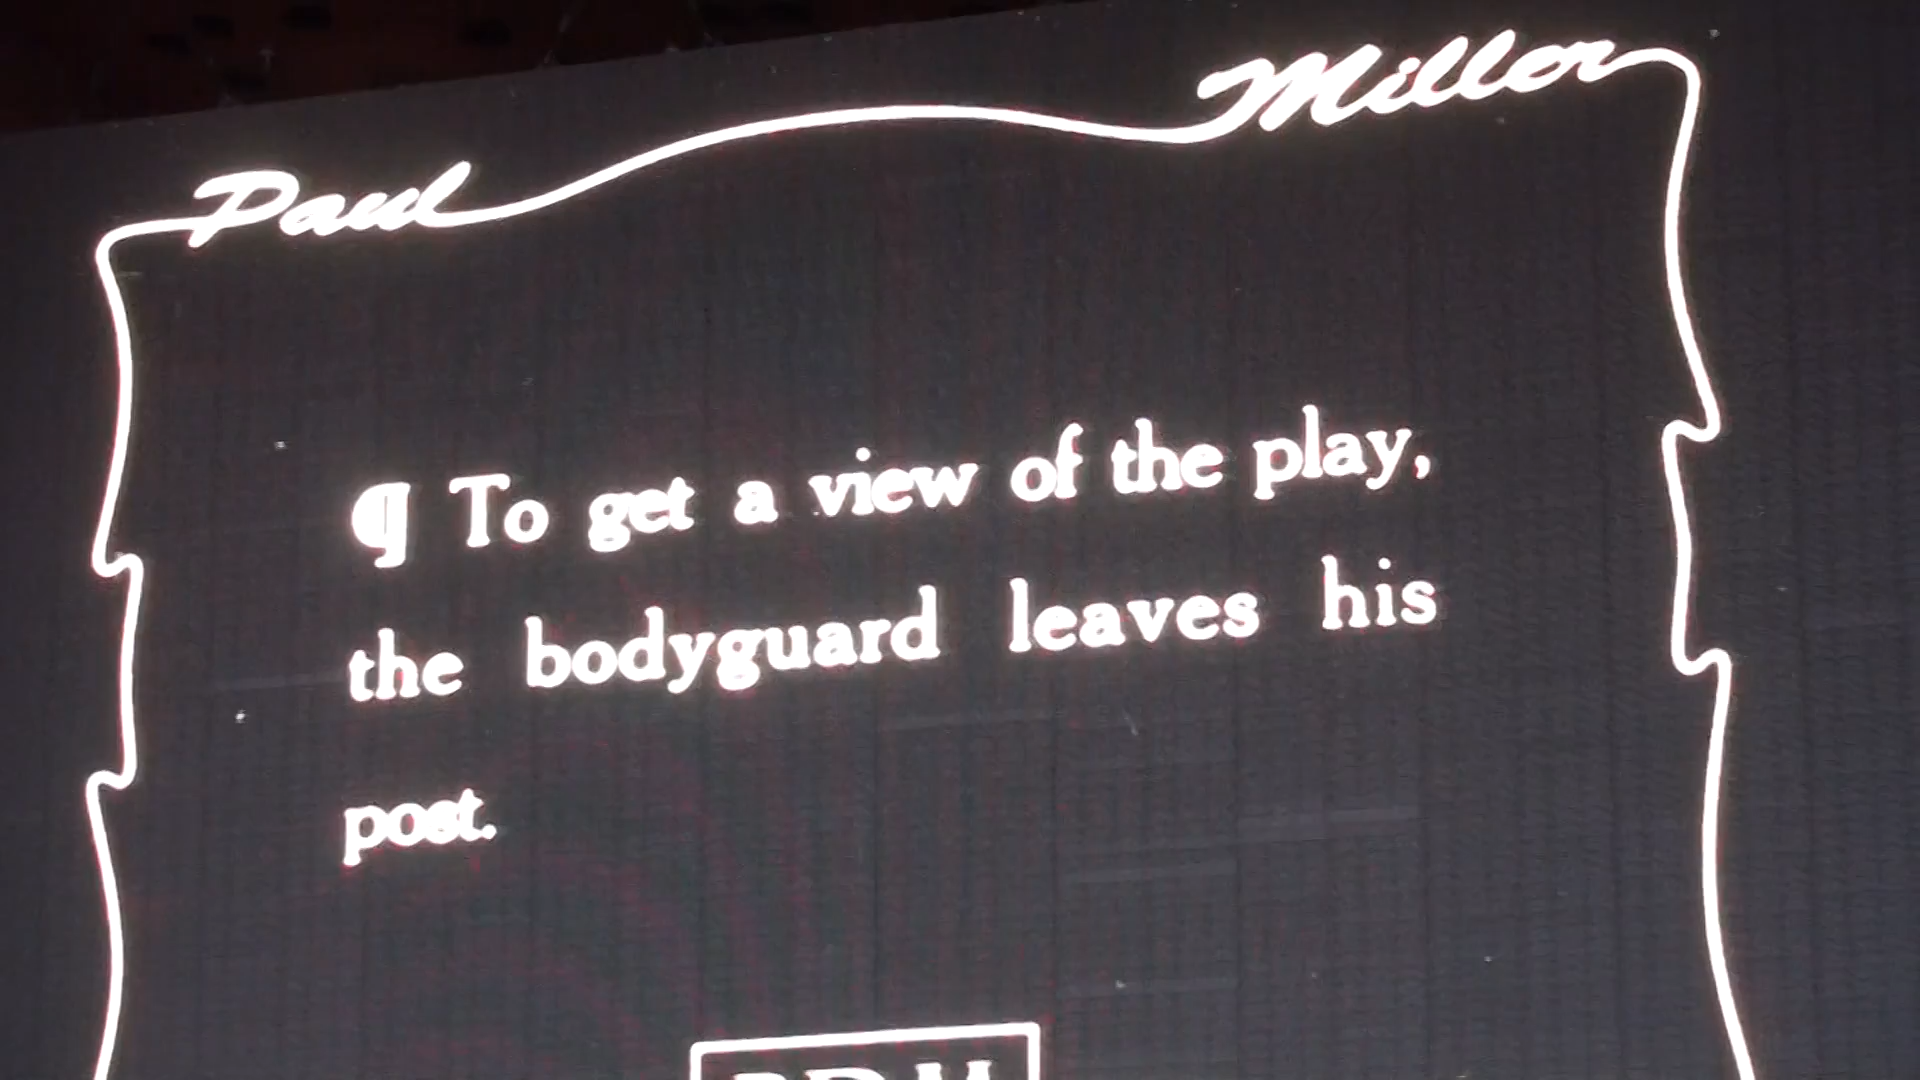 Paul Miller
¶ To get a view of the play,
the bodyguard leaves his
post.